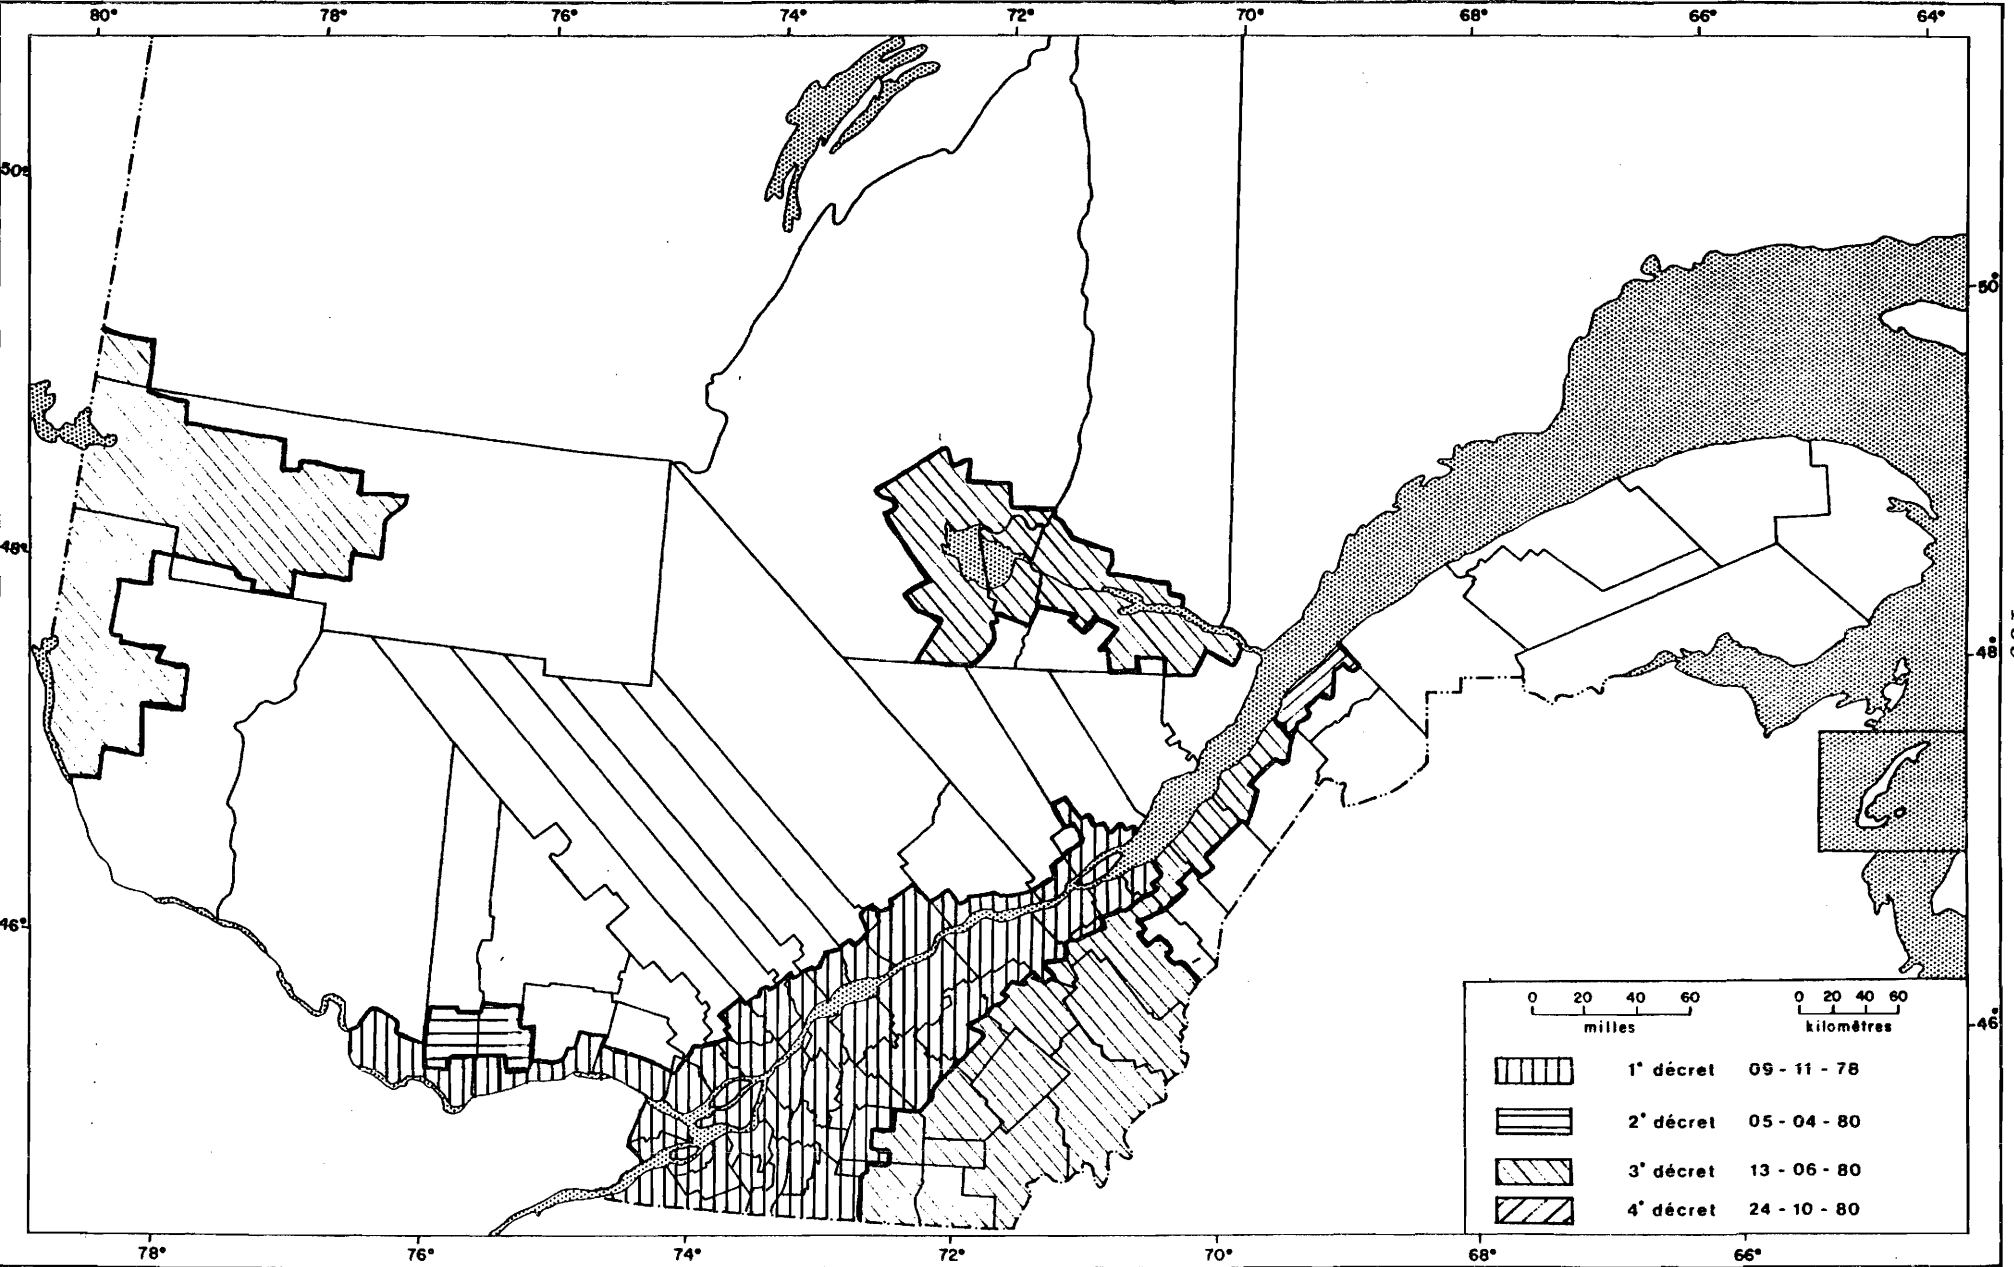 80° 78° 76° 74° 72° 70° 68° 66° 64°
50° 50°
48° 48°
46° 46°
0 20 40 60 0 20 40 60
milles kilomètres
1° décret 09 - 11 - 78
2° décret 05 - 04 - 80
3° décret 13 - 06 - 80
4° décret 24 - 10 - 80
78° 76° 74° 72° 70° 68° 66°